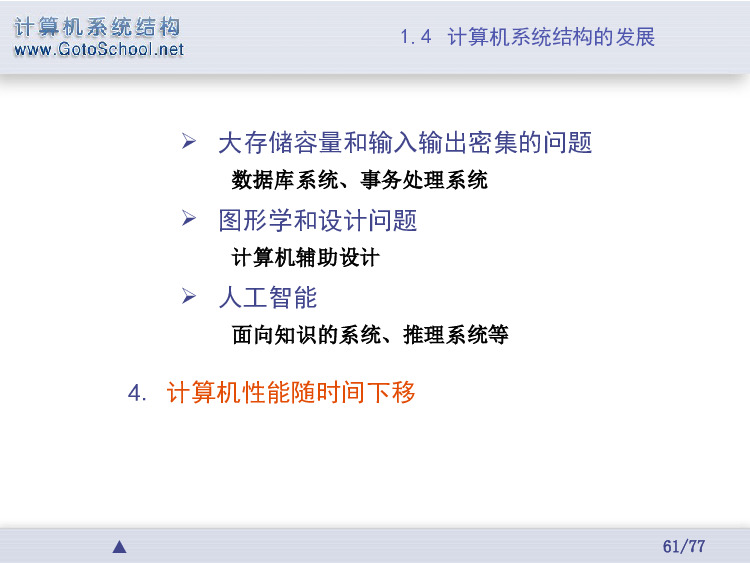 计算机系统结构
www.GotoSchool.net
1.4 计算机系统结构的发展
➢ 大存储容量和输入输出密集的问题
数据库系统、事务处理系统
➢ 图形学和设计问题
计算机辅助设计
➢ 人工智能
面向知识的系统、推理系统等
4. 计算机性能随时间下移
▲
61/77